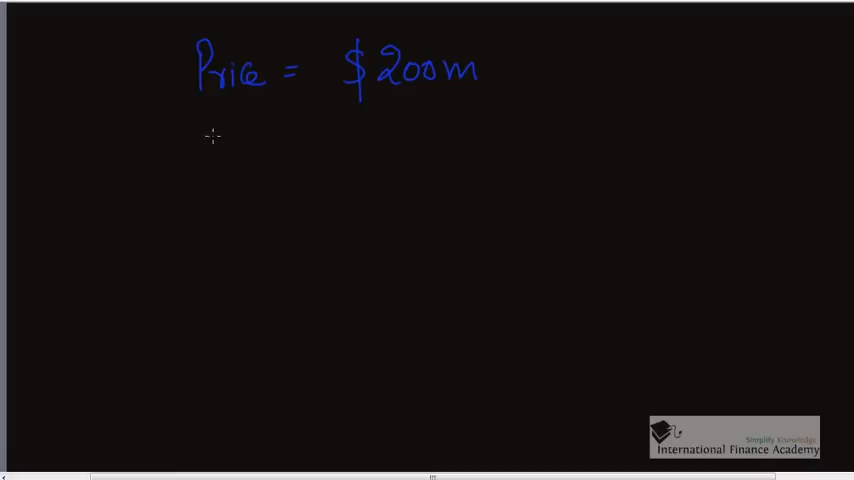 Price = $200m
Simplify Knowledge
International Finance Academy